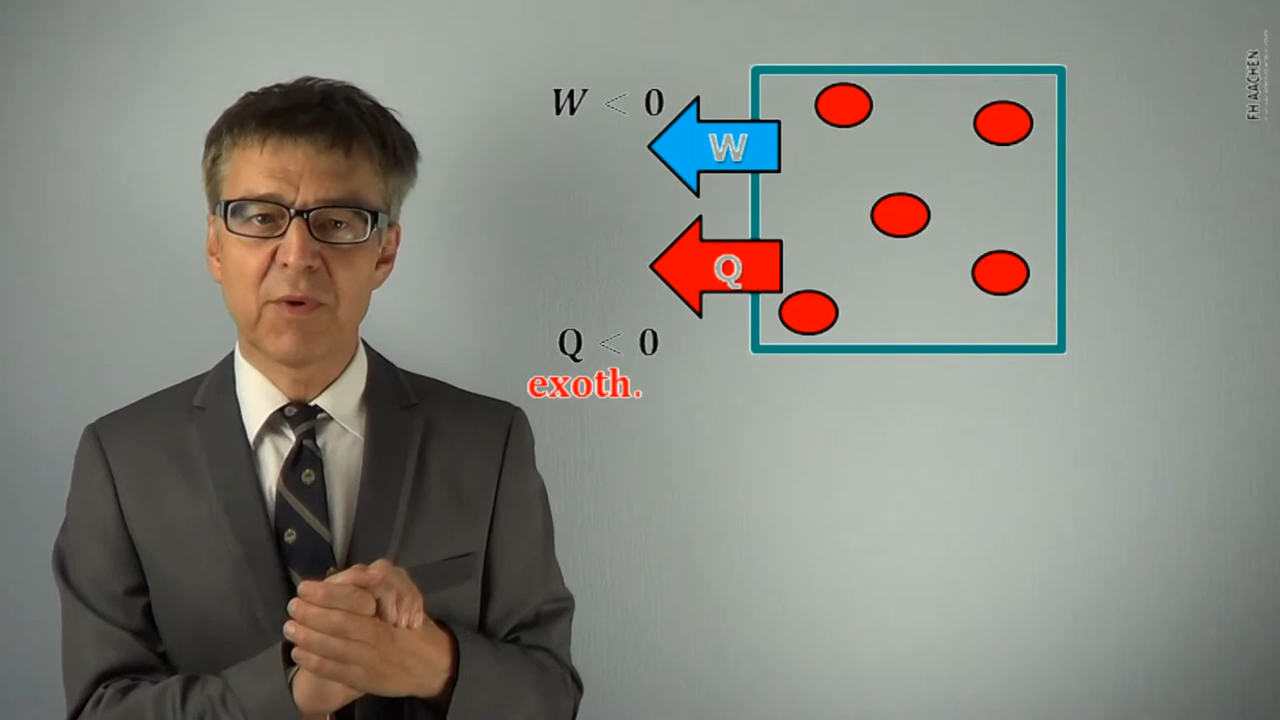 W < 0
W
Q
Q < 0
exoth.
FH AACHEN